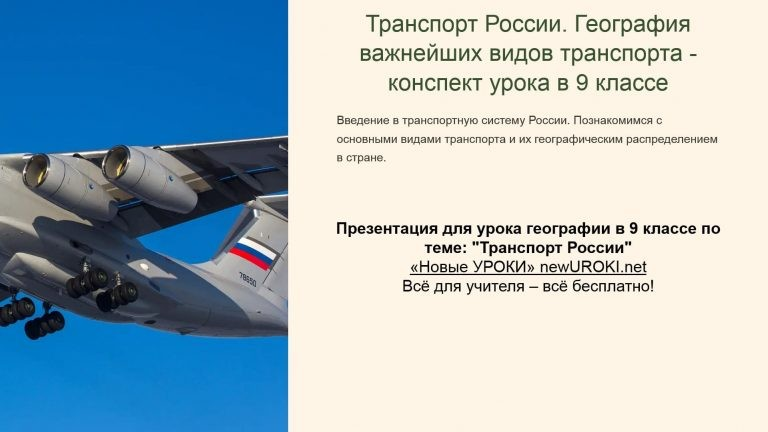 Транспорт России. География
важнейших видов транспорта -
конспект урока в 9 классе
Введение в транспортную систему России. Познакомимся с
основными видами транспорта и их географическим распределением
в стране.
Презентация для урока географии в 9 классе по
теме: "Транспорт России"
«Новые УРОКИ» newUROKI.net
Всё для учителя – всё бесплатно!
78650